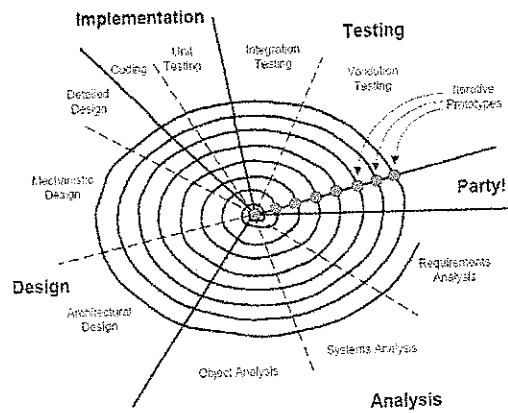 Implementation
Testing
Unit
Testing
Integration
Testing
Coding
Validation
Testing
Iterative
Prototypes
Detailed
Design
Mechanistic
Design
Party!
Requirements
Analysis
Design
Architectural
Design
Systems Analysis
Object Analysis
Analysis